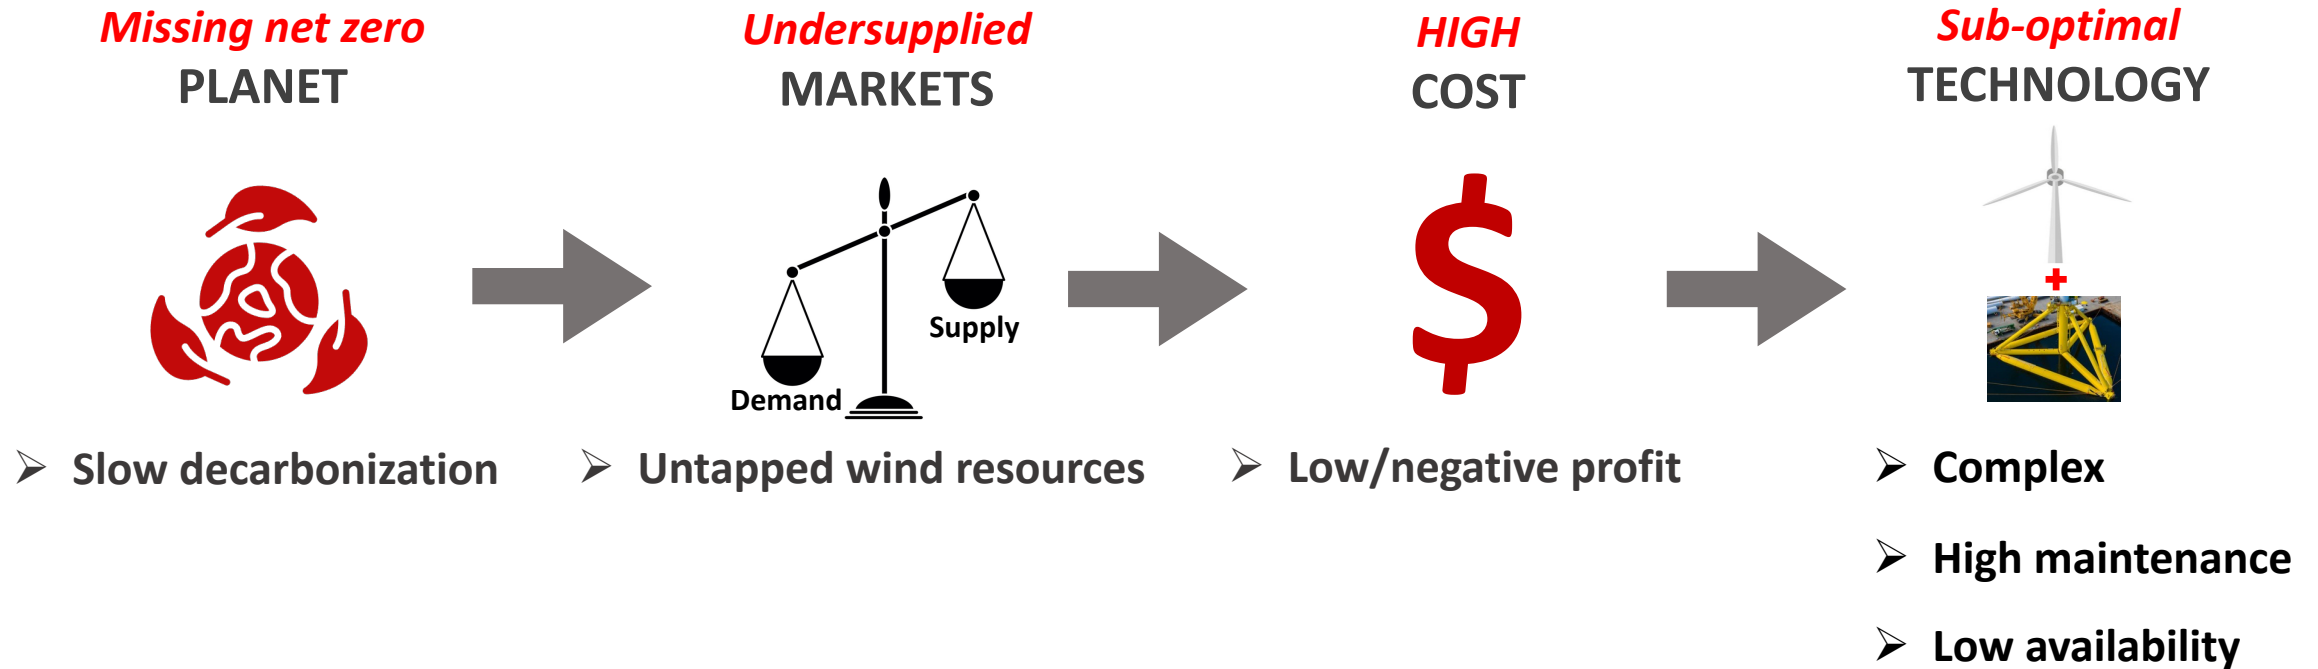 Missing net zero
PLANET
Slow decarbonization
Undersupplied
MARKETS
Supply
Demand
Untapped wind resources
HIGH
COST
$
Low/negative profit
Sub-optimal
TECHNOLOGY
+
Complex
High maintenance
Low availability